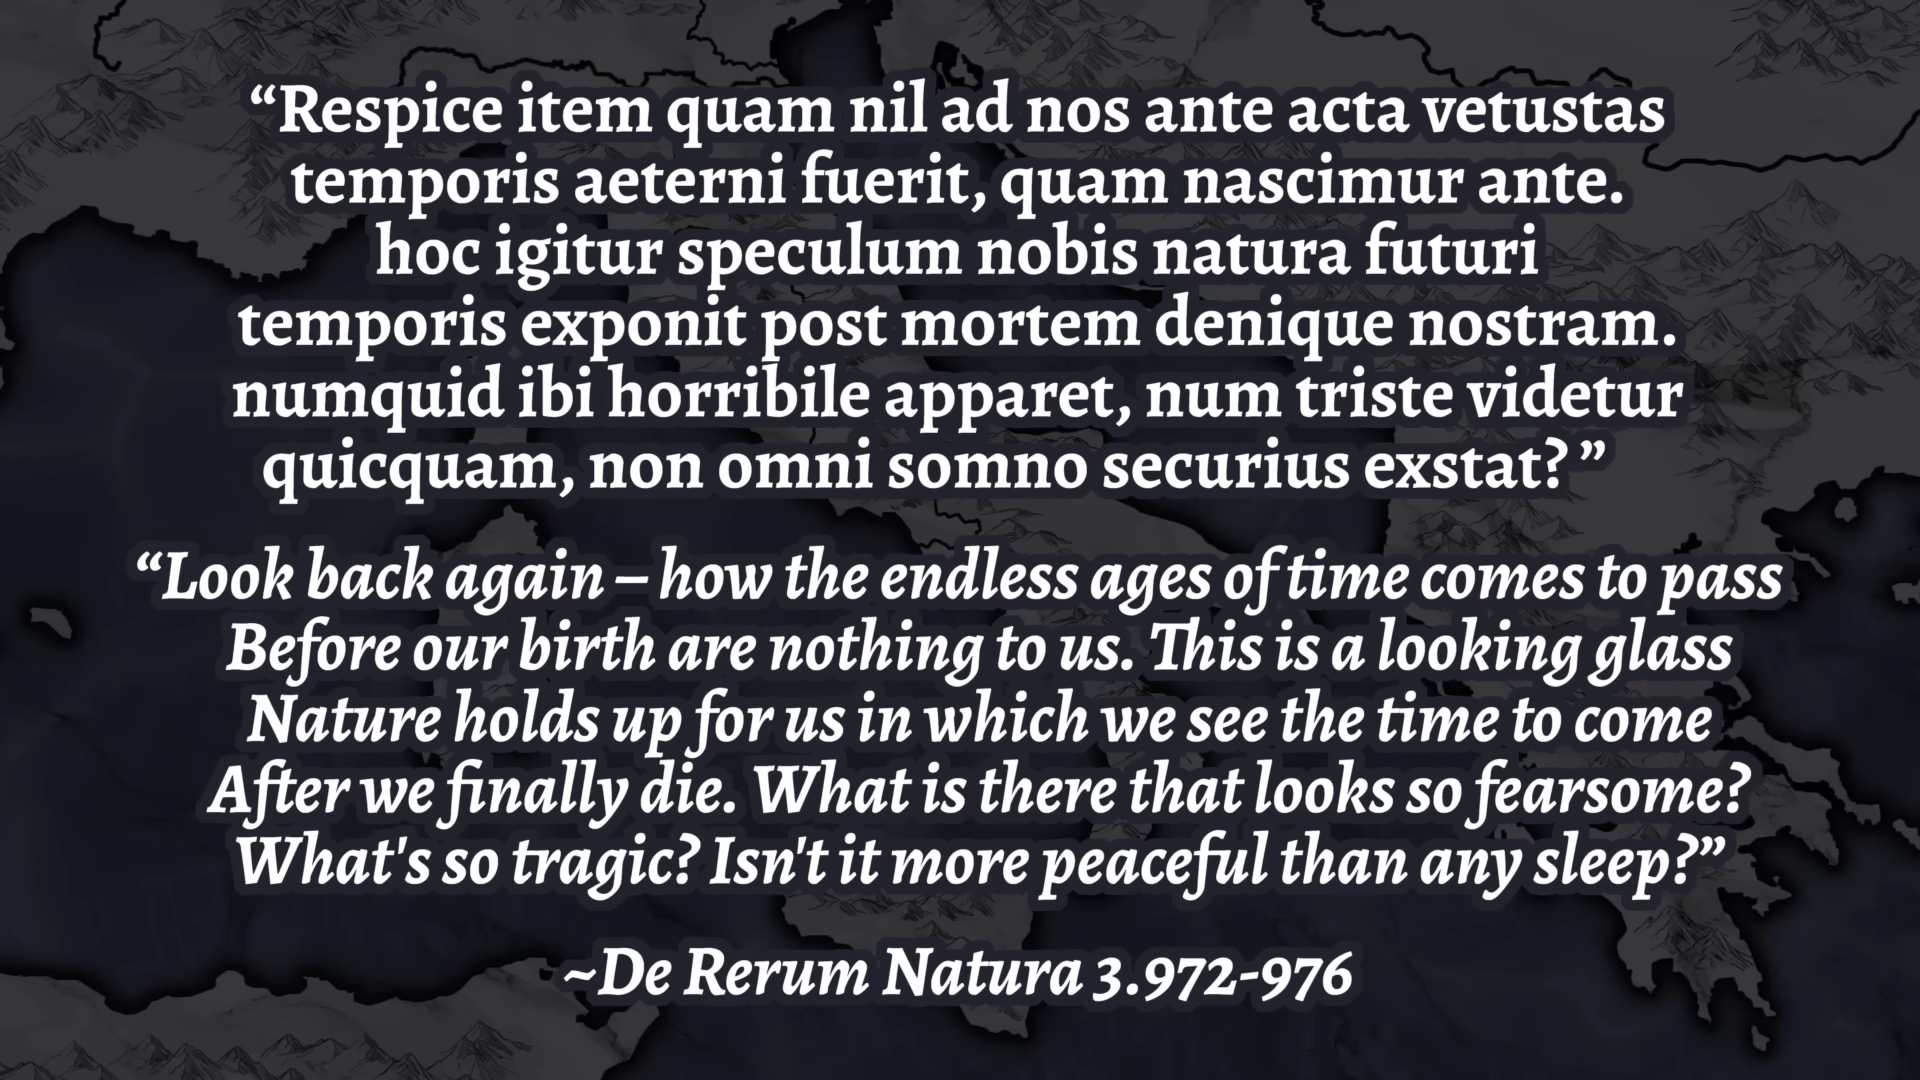 “Respice item quam nil ad nos ante acta vetustas
temporis aeterni fuerit, quam nascimur ante.
hoc igitur speculum nobis natura futuri
temporis exponit post mortem denique nostram.
numquid ibi horribile apparet, num triste videtur
quicquam, non omni somno securius exstat? ”
“Look back again – how the endless ages of time comes to pass
Before our birth are nothing to us. This is a looking glass
Nature holds up for us in which we see the time to come
After we finally die. What is there that looks so fearsome?
What's so tragic? Isn't it more peaceful than any sleep?”
~De Rerum Natura 3.972-976